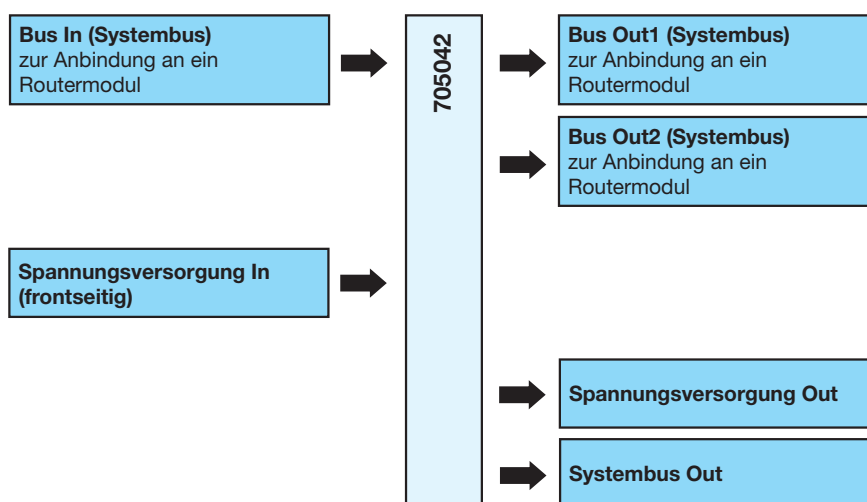 Bus In (Systembus)
zur Anbindung an ein
Routermodul
Spannungsversorgung In
(frontseitig)
705042
Bus Out1 (Systembus)
zur Anbindung an ein
Routermodul
Bus Out2 (Systembus)
zur Anbindung an ein
Routermodul
Spannungsversorgung Out
Systembus Out